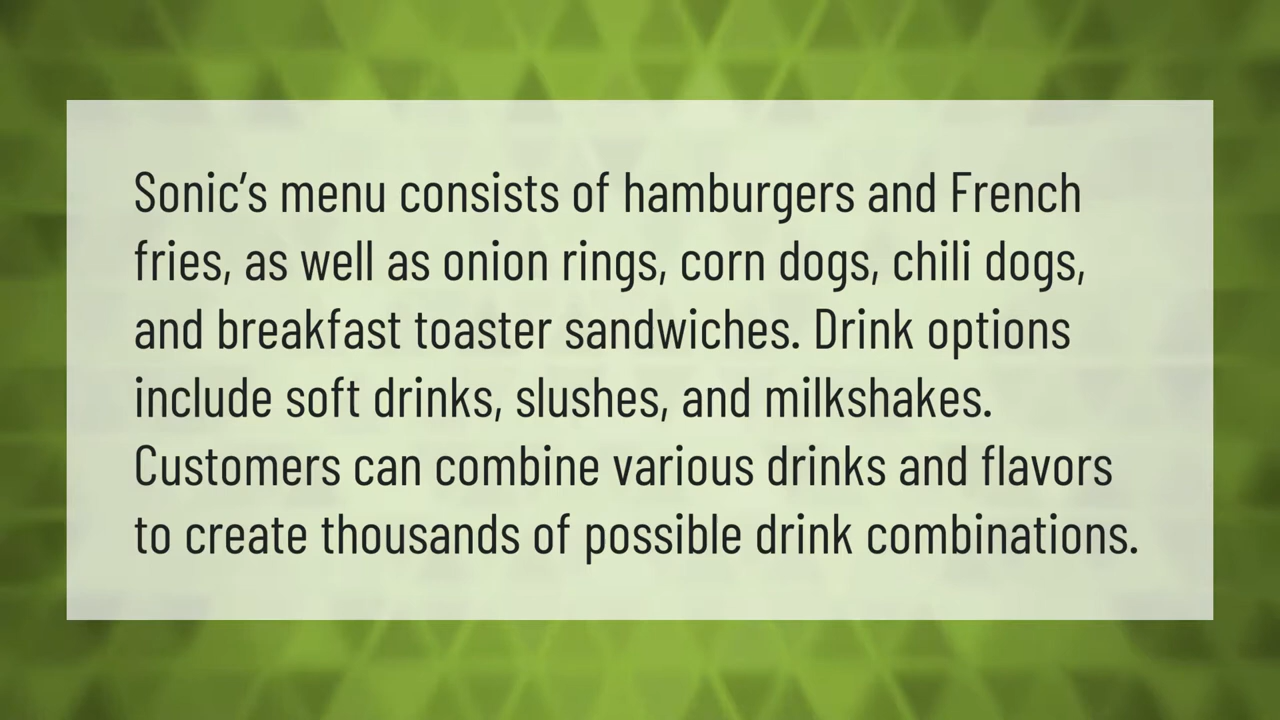 Sonic’s menu consists of hamburgers and French
fries, as well as onion rings, corn dogs, chili dogs,
and breakfast toaster sandwiches. Drink options
include soft drinks, slushes, and milkshakes.
Customers can combine various drinks and flavors
to create thousands of possible drink combinations.